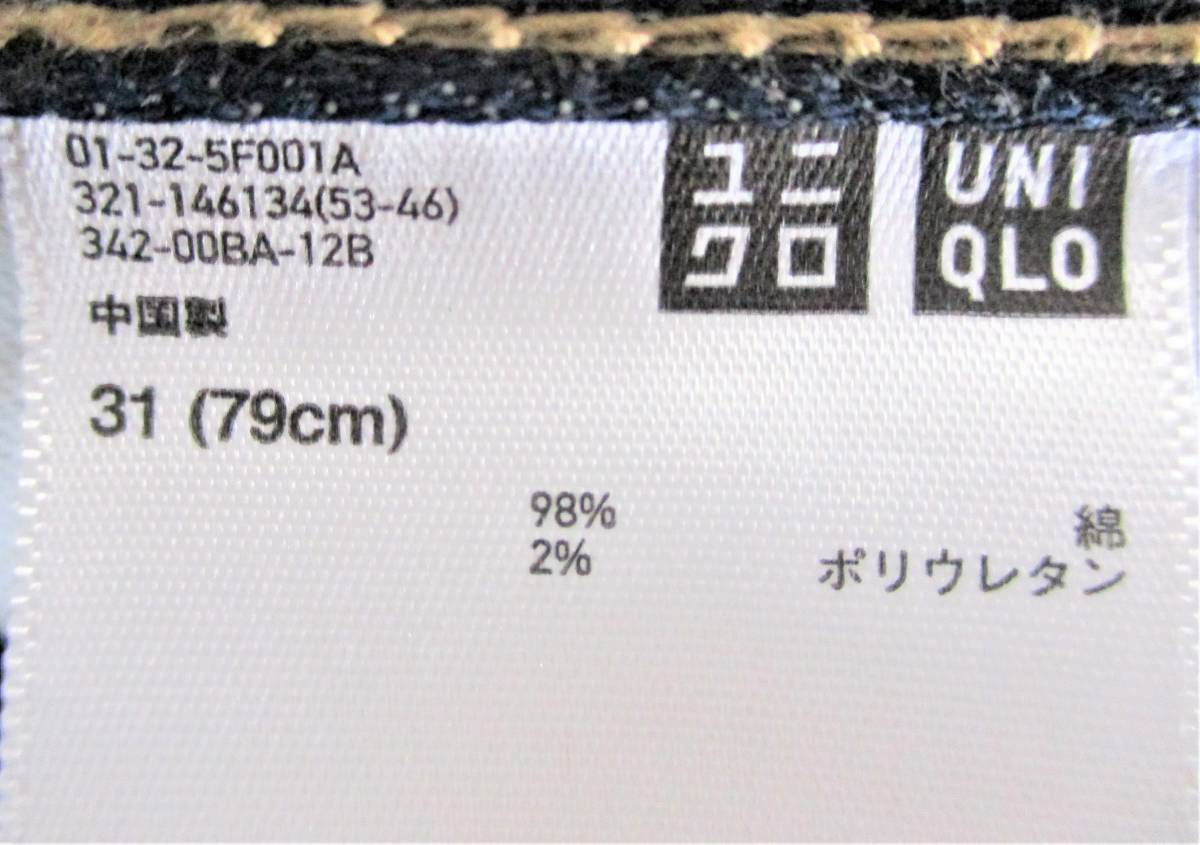 01-32-5F001A
321-146134(53-46)
342-00BA-12B
中国製
ユニ
クロ
UNI
QLO
31 (79cm)
98% 綿
2% ポリウレタン